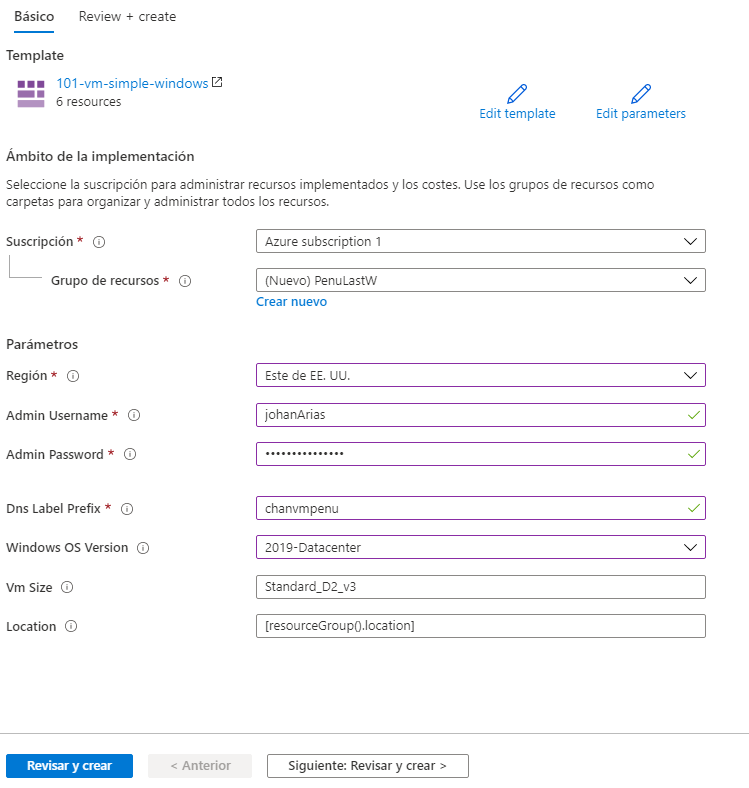 Básico Review + create
Template
101-vm-simple-windows
6 resources
Edit template Edit parameters
Ámbito de la implementación
Seleccione la suscripción para administrar recursos implementados y los costes. Use los grupos de recursos como
carpetas para organizar y administrar todos los recursos.
Suscripción * Azure subscription 1
Grupo de recursos * (Nuevo) PenuLastW
Crear nuevo
Parámetros
Región * Este de EE. UU.
Admin Username * johanArias
Admin Password * •••••••••••••••
Dns Label Prefix * chanvmpenu
Windows OS Version 2019-Datacenter
Vm Size Standard_D2_v3
Location [resourceGroup().location]
Revisar y crear < Anterior Siguiente: Revisar y crear >